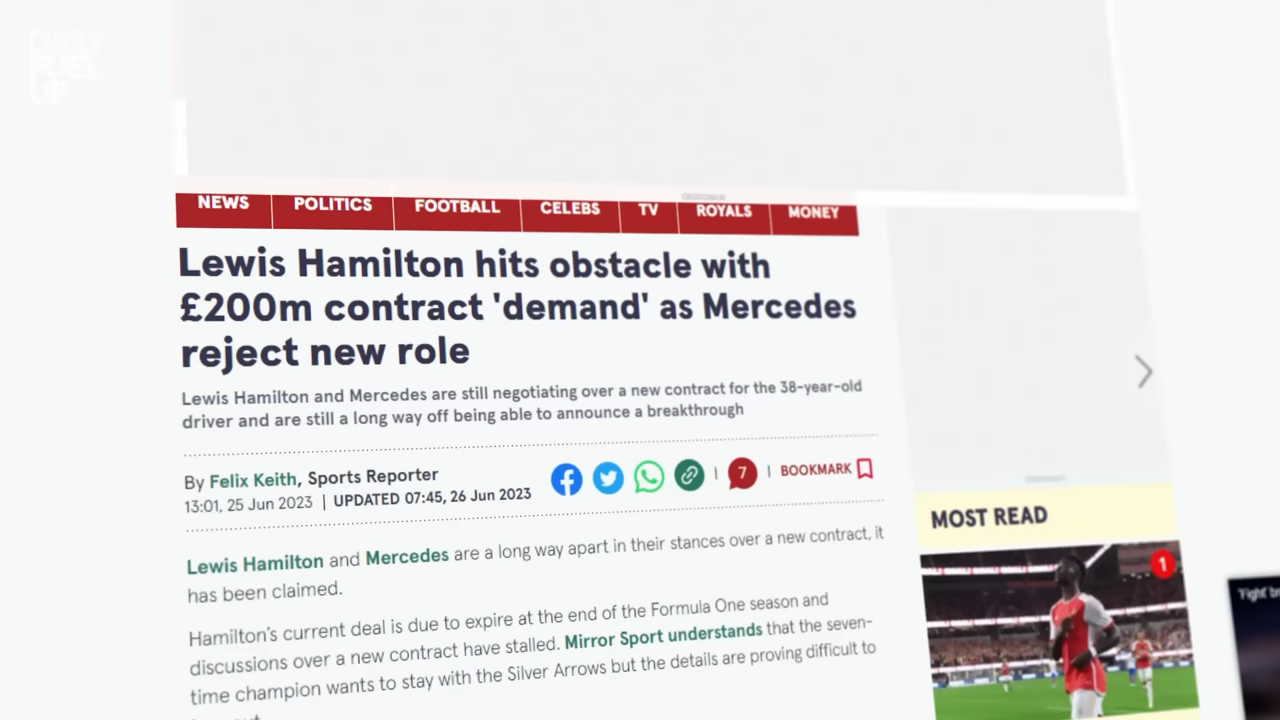 DAILY
FUEL
UP
NEWS
POLITICS
FOOTBALL
CELEBS
TV
ROYALS
MONEY
Lewis Hamilton hits obstacle with
£200m contract 'demand' as Mercedes
reject new role
Lewis Hamilton and Mercedes are still negotiating over a new contract for the 38-year-old
driver and are still a long way off being able to announce a breakthrough
By Felix Keith, Sports Reporter
13:01, 25 Jun 2023 | UPDATED 07:45, 26 Jun 2023
7
BOOKMARK
Lewis Hamilton and Mercedes are a long way apart in their stances over a new contract, it
has been claimed.
Hamilton's current deal is due to expire at the end of the Formula One season and
discussions over a new contract have stalled. Mirror Sport understands that the seven-
time champion wants to stay with the Silver Arrows but the details are proving difficult to
MOST READ
1
'Fight'